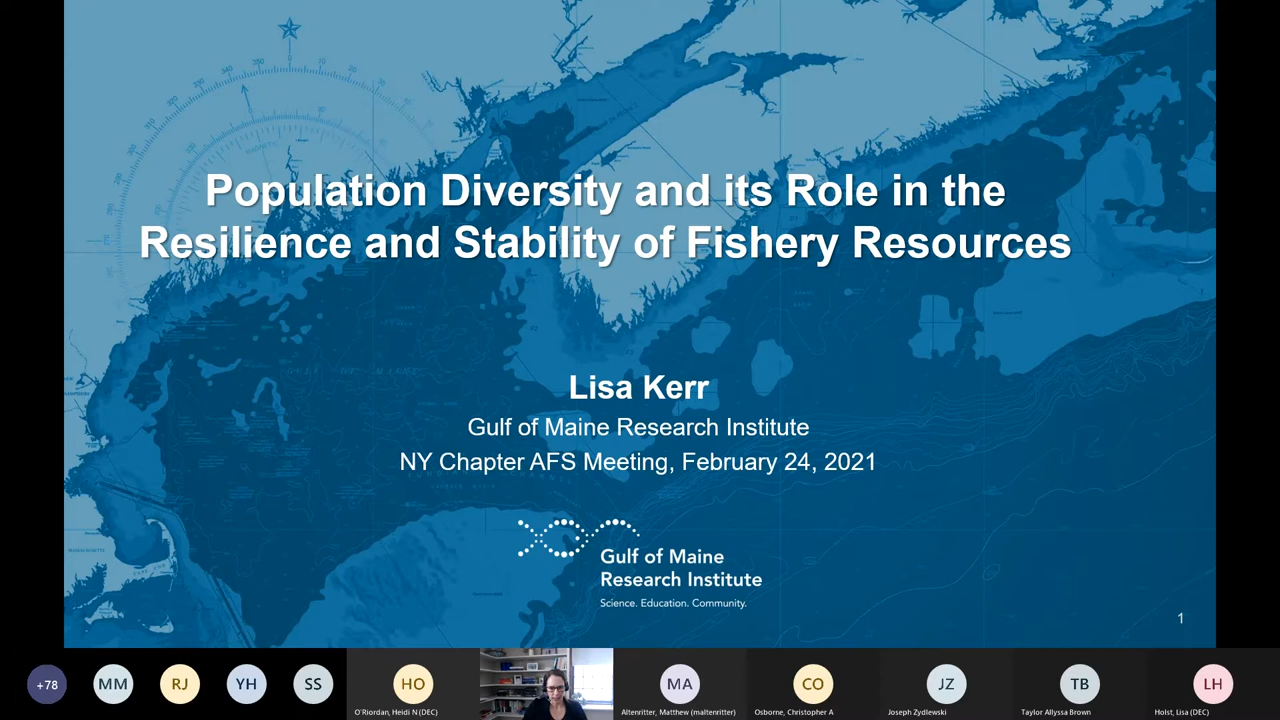 Population Diversity and its Role in the
Resilience and Stability of Fishery Resources
Lisa Kerr
Gulf of Maine Research Institute
NY Chapter AFS Meeting, February 24, 2021
Gulf of Maine
Research Institute
Science. Education. Community.
1
+78
MM
RJ
YH
SS
HO
O'Riordan, Heidi N (DEC)
MA
Altenritter, Matthew (maltenritter)
CO
Osborne, Christopher A
JZ
Joseph Zydlewski
TB
Taylor Allyssa Brown
LH
Holst, Lisa (DEC)